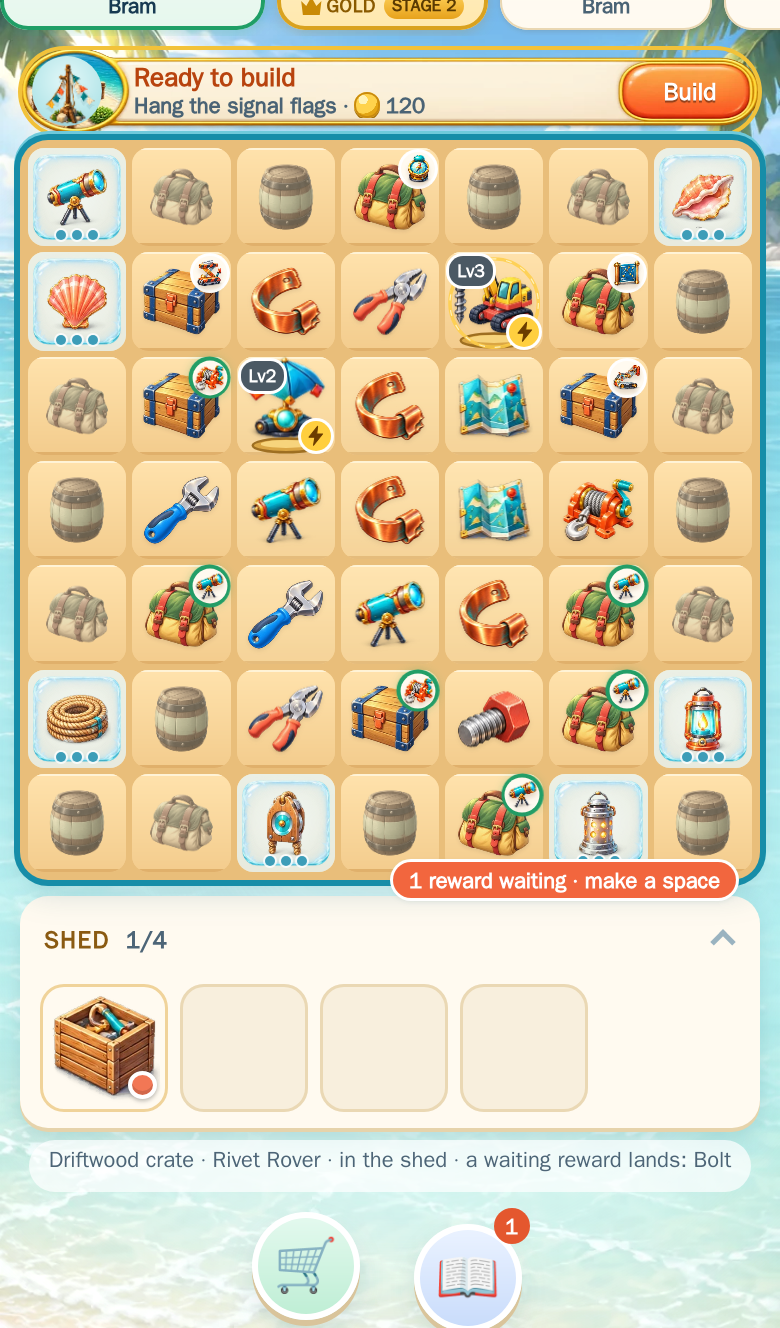 Bram
GOLD STAGE 2
Bram
Ready to build
Hang the signal flags · 120
Build
Lv3
Lv2
1 reward waiting · make a space
SHED 1/4
Driftwood crate · Rivet Rover · in the shed · a waiting reward lands: Bolt
1